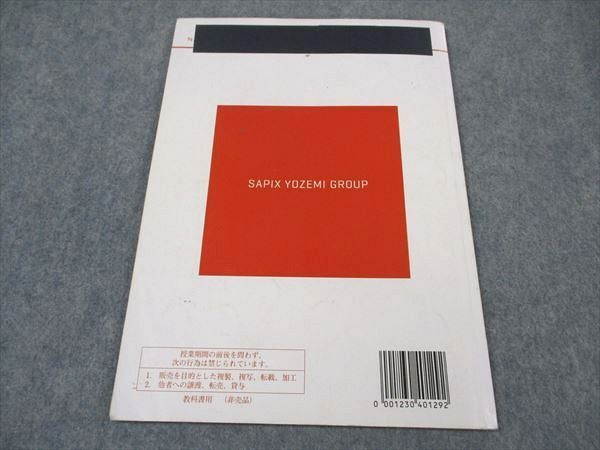 N
SAPIX YOZEMI GROUP
授業期間の前後を問わず、
次の行為は禁じられています。
1. 販売を目的とした複製、複写、転載、加工
2. 他者への譲渡、転売、貸与
教科書用 (非売品)
0 001230 401292